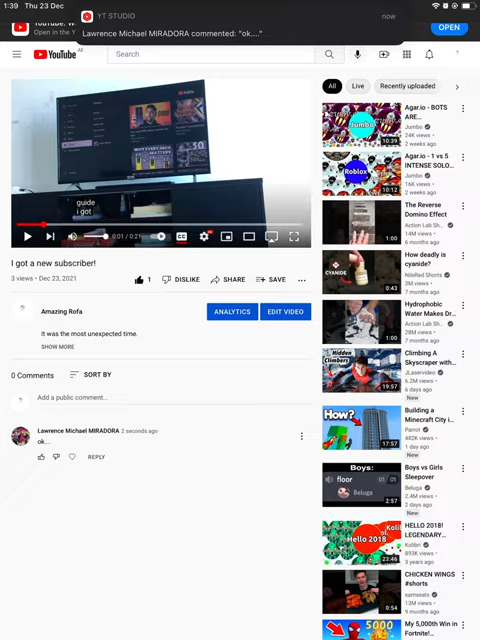 1:39 Thu 23 Dec
YT STUDIO
now
Lawrence Michael MIRADORA commented: "ok...."
Open in the Y
OPEN
YouTube AE
Search
All
Live
Recently uploaded
guide
i got
0:01 / 0:21
I got a new subscriber!
3 views • Dec 23, 2021
1
DISLIKE
SHARE
SAVE
Amazing Rofa
ANALYTICS
EDIT VIDEO
It was the most unexpected time.
SHOW MORE
0 Comments
SORT BY
Add a public comment...
Lawrence Michael MIRADORA 2 seconds ago
ok....
REPLY
Jumbo
10:39
Agar.io - BOTS
ARE...
Jumbo
24K views •
2 weeks ago
Roblox
10:12
Agar.io - 1 vs 5
INTENSE SOLO...
Jumbo
16K views •
2 weeks ago
1:00
The Reverse
Domino Effect
Action Lab Sh..
14M views •
6 months ago
CYANIDE
0:43
How deadly is
cyanide?
NileRed Shorts
3M views •
7 months ago
1:00
Hydrophobic
Water Makes Dr...
Action Lab Sh..
28M views •
7 months ago
Hidden
Climbers
19:57
Climbing A
Skyscraper with...
JLaservideo
6.2M views •
6 days ago
New
How?
17:57
Building a
Minecraft City i...
Parrot
482K views •
1 day ago
New
Boys:
floor
01 03
Beluga
2:57
Boys vs Girls
Sleepover
Beluga
2.4M views •
2 days ago
New
Hello 2018
23:46
HELLO 2018!
LEGENDARY...
Kolibri
893K views •
3 years ago
0:54
CHICKEN WINGS
#shorts
samseats
13M views •
9 months ago
5000
My 5,000th Win in
Fortnite!...